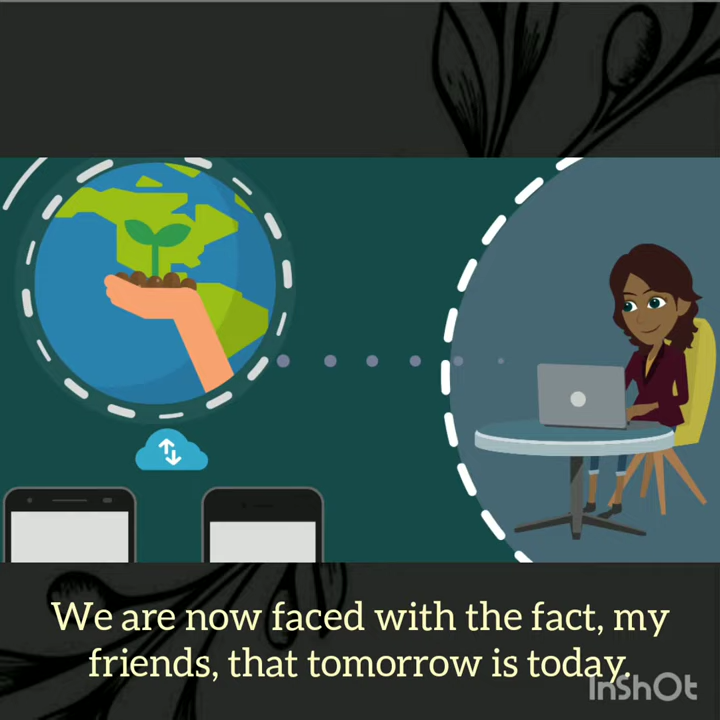 We are now faced with the fact, my
friends, that tomorrow is today.
InShOt